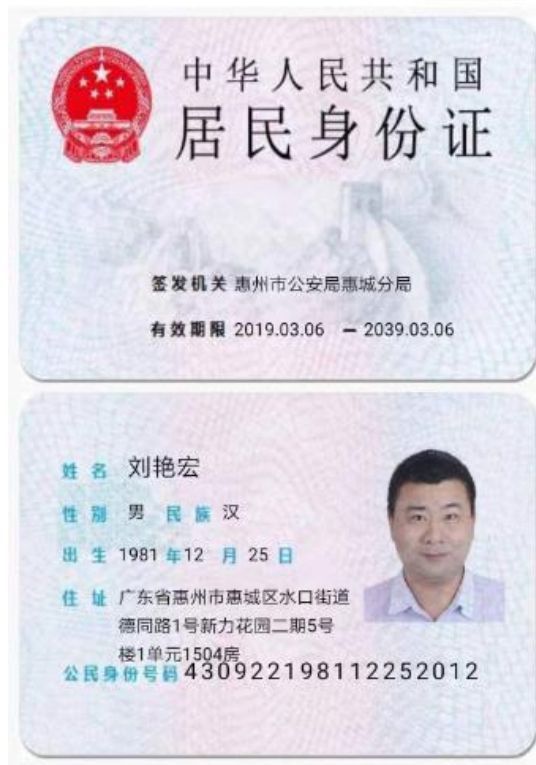 中华人民共和国
居民身份证
签发机关 惠州市公安局惠城分局
有效期限 2019.03.06 － 2039.03.06
姓名 刘艳宏
性别 男 民族 汉
出生 1981 年 12 月 25 日
住址 广东省惠州市惠城区水口街道
德同路1号新力花园二期5号
楼1单元1504房
公民身份号码 430922198112252012